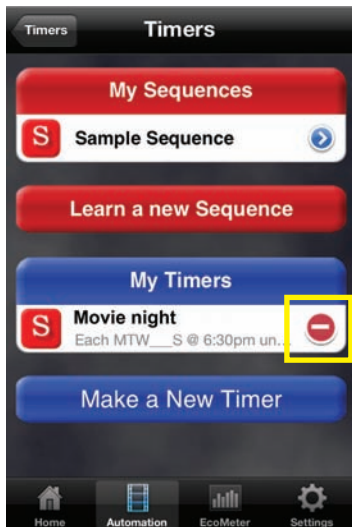 Timers
Timers
My Sequences
S
Sample Sequence
Learn a new Sequence
My Timers
S
Movie night
Each MTW___S @ 6:30pm un...
Make a New Timer
Home
Automation
EcoMeter
Settings